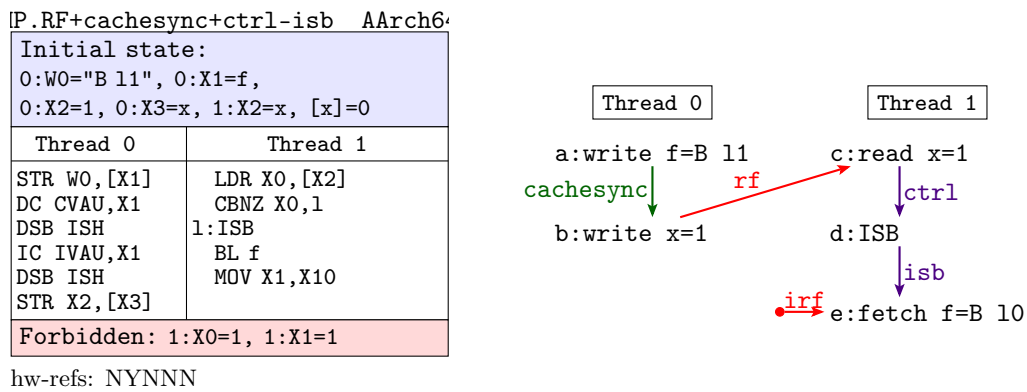 P.RF+cachesync+ctrl-isb AArch6
Initial state:
0:W0="B l1", 0:X1=f,
0:X2=1, 0:X3=x, 1:X2=x, [x]=0
Thread 0 Thread 1
STR W0,[X1] LDR X0,[X2]
DC CVAU,X1 CBNZ X0,l
DSB ISH l:ISB
IC IVAU,X1 BL f
DSB ISH MOV X1,X10
STR X2,[X3]
Forbidden: 1:X0=1, 1:X1=1
hw-refs: NYNNN
Thread 0 Thread 1
a:write f=B l1 c:read x=1
cachesync rf ctrl
b:write x=1 d:ISB
isb
irf e:fetch f=B l0